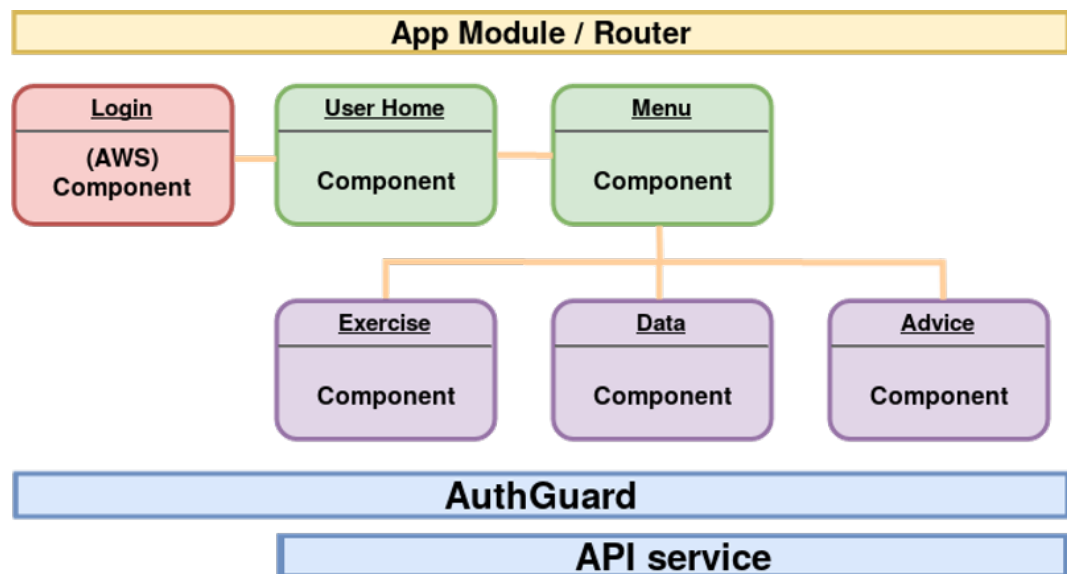 App Module / Router
Login
(AWS)
Component
User Home
Component
Menu
Component
Exercise
Component
Data
Component
Advice
Component
AuthGuard
API service